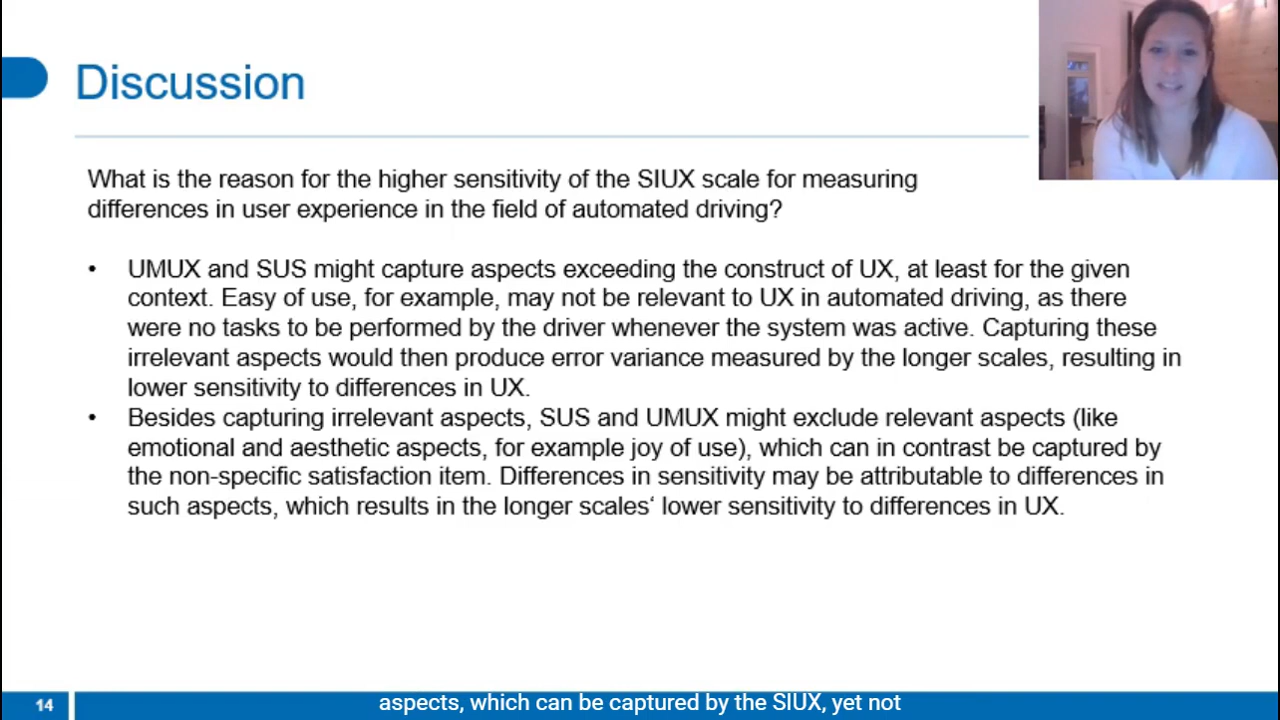 Discussion
What is the reason for the higher sensitivity of the SIUX scale for measuring
differences in user experience in the field of automated driving?
• UMUX and SUS might capture aspects exceeding the construct of UX, at least for the given
context. Easy of use, for example, may not be relevant to UX in automated driving, as there
were no tasks to be performed by the driver whenever the system was active. Capturing these
irrelevant aspects would then produce error variance measured by the longer scales, resulting in
lower sensitivity to differences in UX.
• Besides capturing irrelevant aspects, SUS and UMUX might exclude relevant aspects (like
emotional and aesthetic aspects, for example joy of use), which can in contrast be captured by
the non-specific satisfaction item. Differences in sensitivity may be attributable to differences in
such aspects, which results in the longer scales‘ lower sensitivity to differences in UX.
14
aspects, which can be captured by the SIUX, yet not